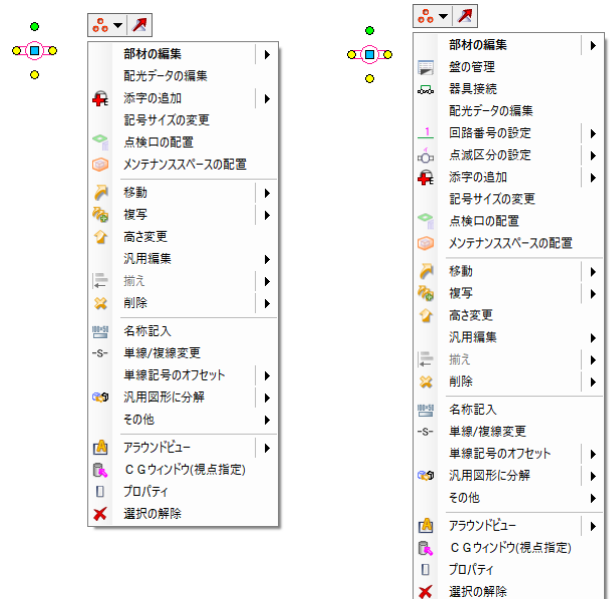 部材の編集
配光データの編集
添字の追加
記号サイズの変更
点検口の配置
メンテナンススペースの配置
移動
複写
高さ変更
汎用編集
揃え
削除
名称記入
-S- 単線/複線変更
単線記号のオフセット
汎用図形に分解
その他
アラウンドビュー
ＣＧウィンドウ(視点指定)
プロパティ
選択の解除
部材の編集
盤の管理
器具接続
配光データの編集
1 回路番号の設定
点滅区分の設定
添字の追加
記号サイズの変更
点検口の配置
メンテナンススペースの配置
移動
複写
高さ変更
汎用編集
揃え
削除
名称記入
-S- 単線/複線変更
単線記号のオフセット
汎用図形に分解
その他
アラウンドビュー
ＣＧウィンドウ(視点指定)
プロパティ
選択の解除